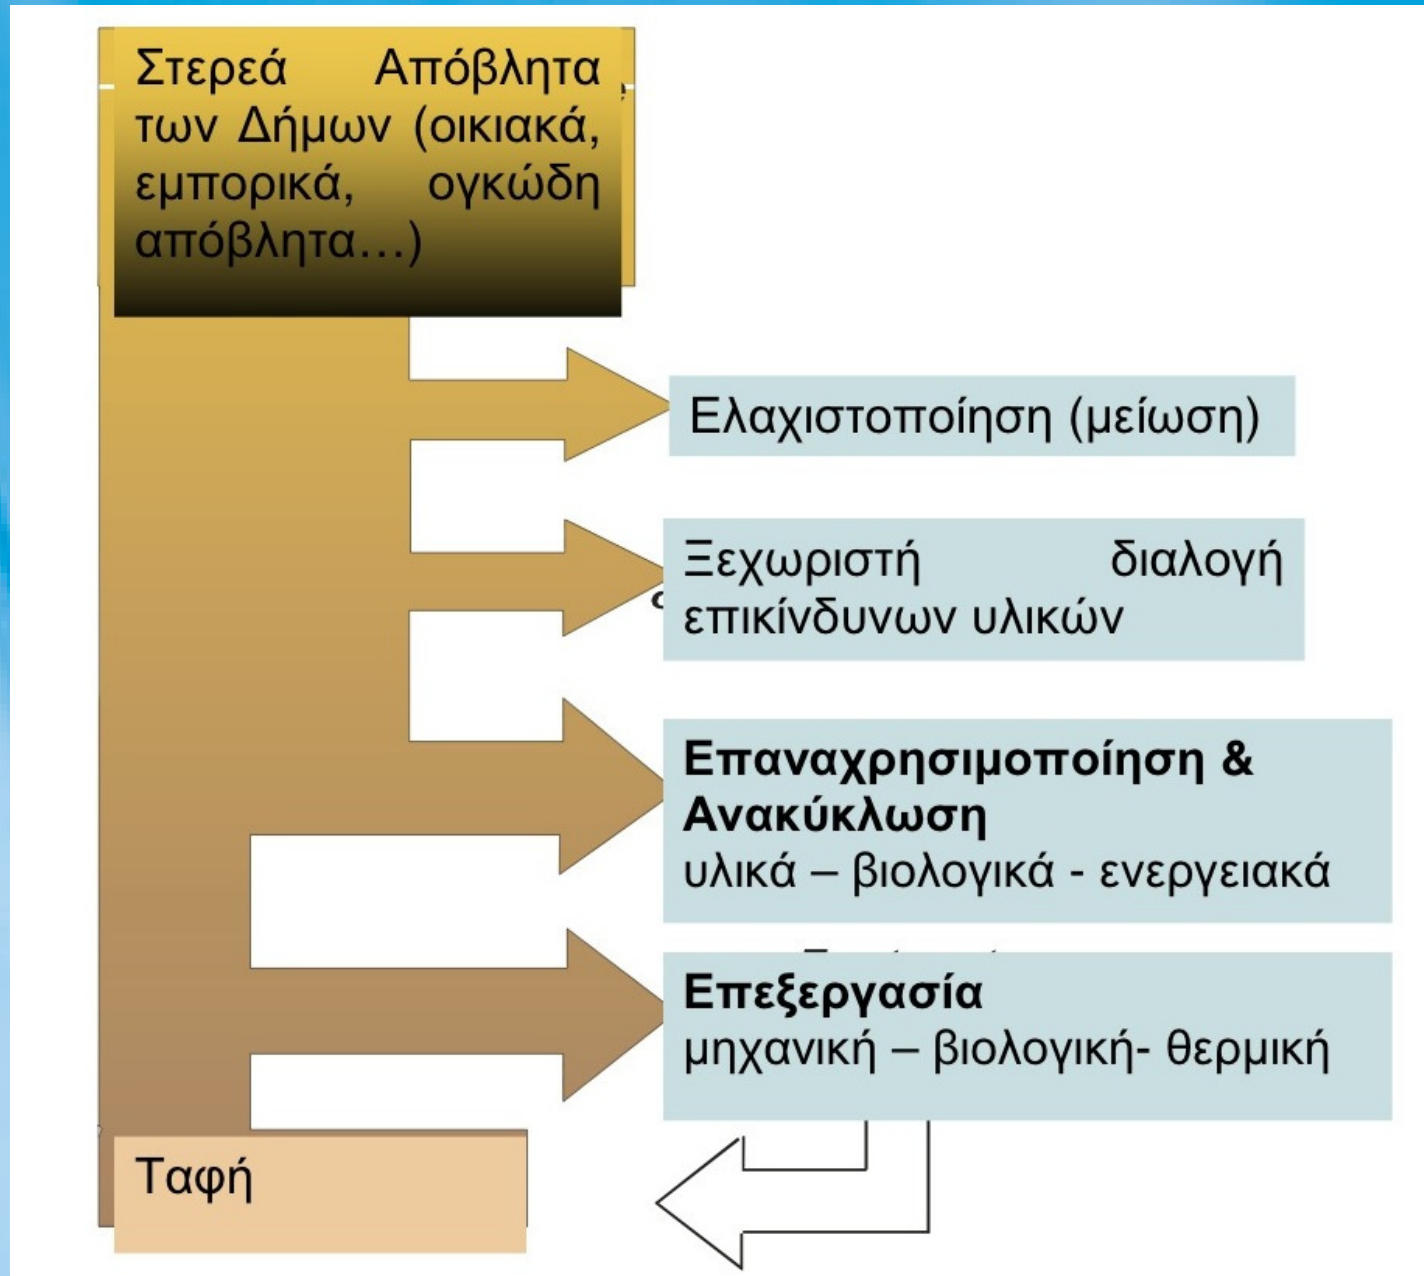 Στερεά Απόβλητα
των Δήμων (οικιακά,
εμπορικά, ογκώδη
απόβλητα...)
Ελαχιστοποίηση (μείωση)
Ξεχωριστή διαλογή
επικίνδυνων υλικών
Επαναχρησιμοποίηση &
Ανακύκλωση
υλικά – βιολογικά - ενεργειακά
Επεξεργασία
μηχανική – βιολογική- θερμική
Ταφή